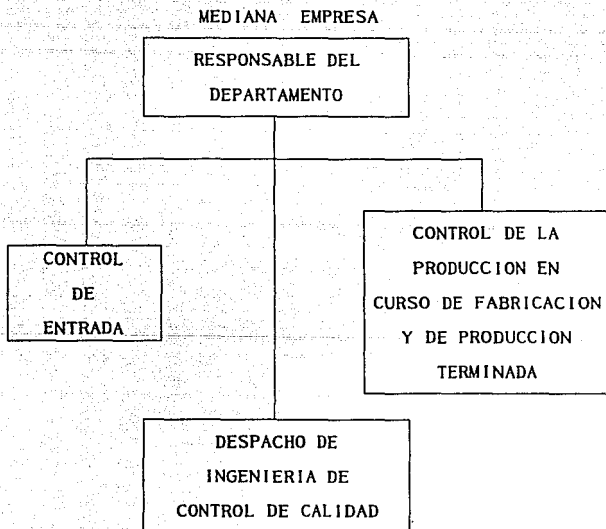 MEDIANA EMPRESA
RESPONSABLE DEL
DEPARTAMENTO
CONTROL
DE
ENTRADA
CONTROL DE LA
PRODUCCION EN
CURSO DE FABRICACION
Y DE PRODUCCION
TERMINADA
DESPACHO DE
INGENIERIA DE
CONTROL DE CALIDAD